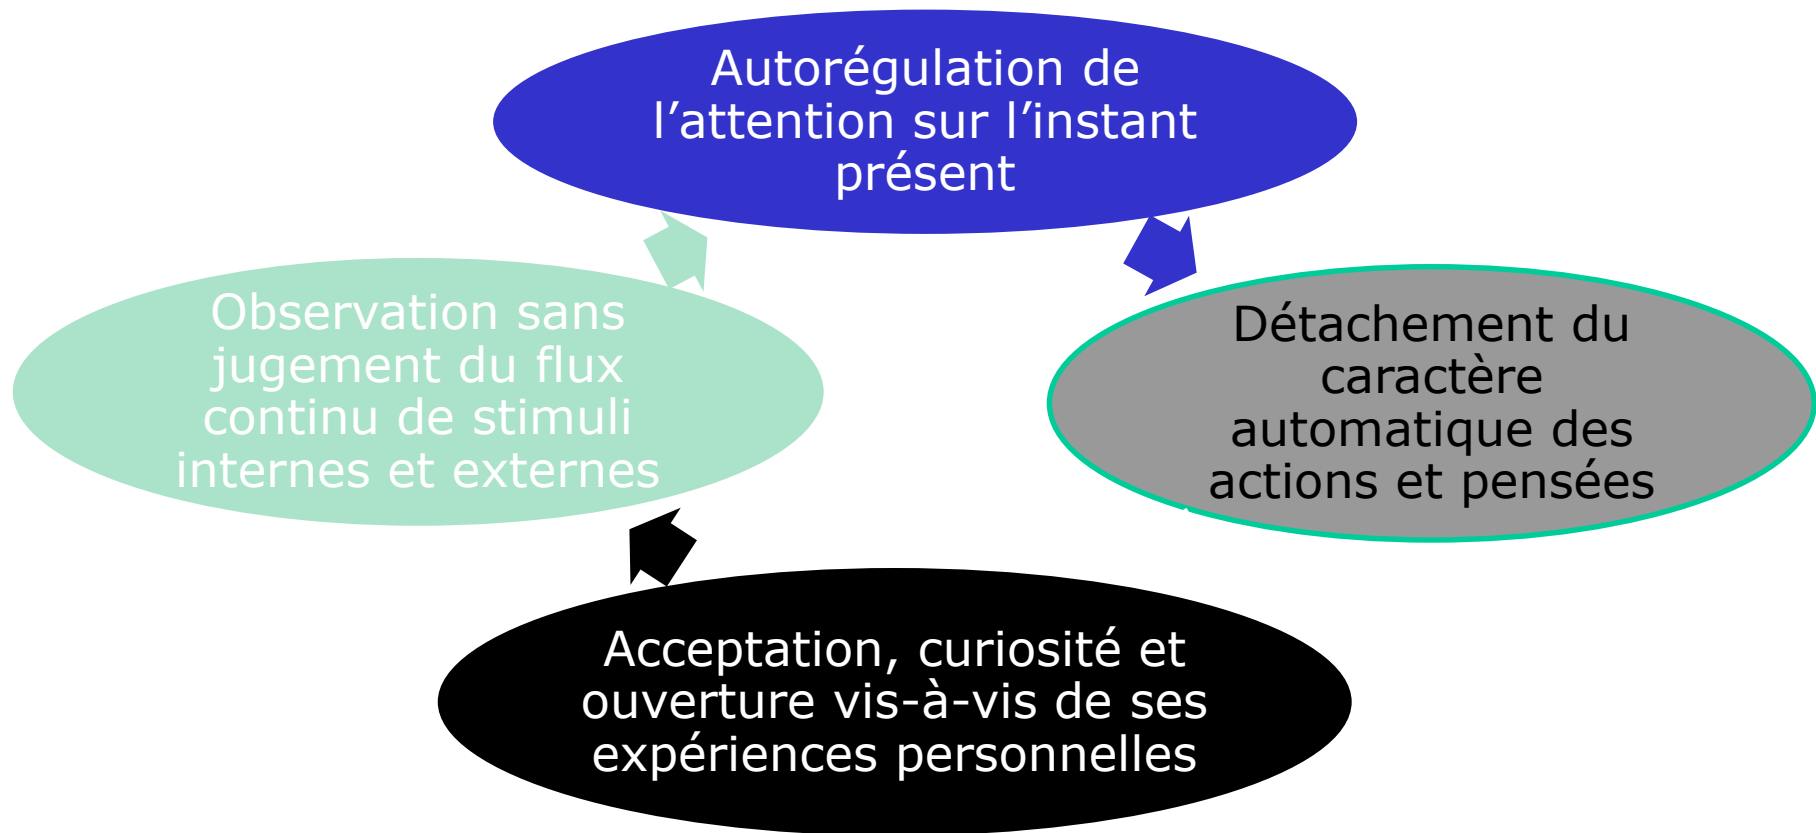 Autorégulation de
l’attention sur l’instant
présent
Observation sans
jugement du flux
continu de stimuli
internes et externes
Détachement du
caractère
automatique des
actions et pensées
Acceptation, curiosité et
ouverture vis-à-vis de ses
expériences personnelles